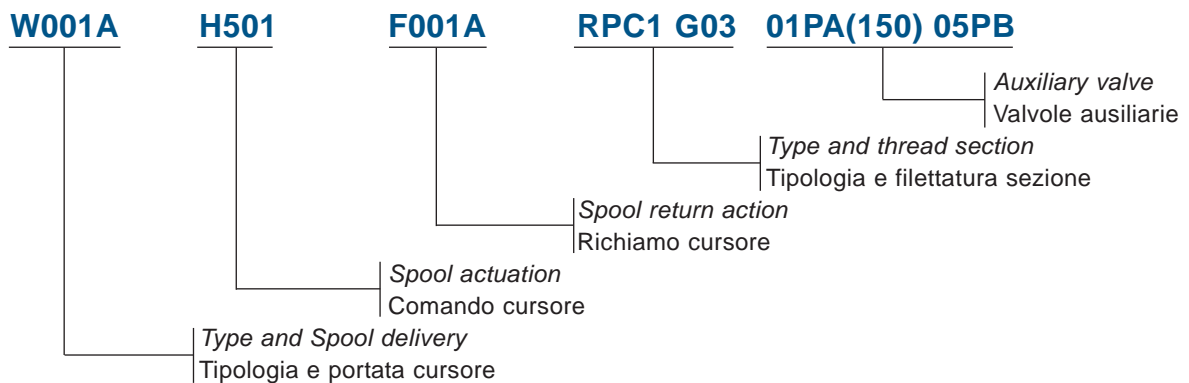 W001A H501 F001A RPC1 G03 01PA(150) 05PB
Auxiliary valve
Valvole ausiliarie
Type and thread section
Tipologia e filettatura sezione
Spool return action
Richiamo cursore
Spool actuation
Comando cursore
Type and Spool delivery
Tipologia e portata cursore